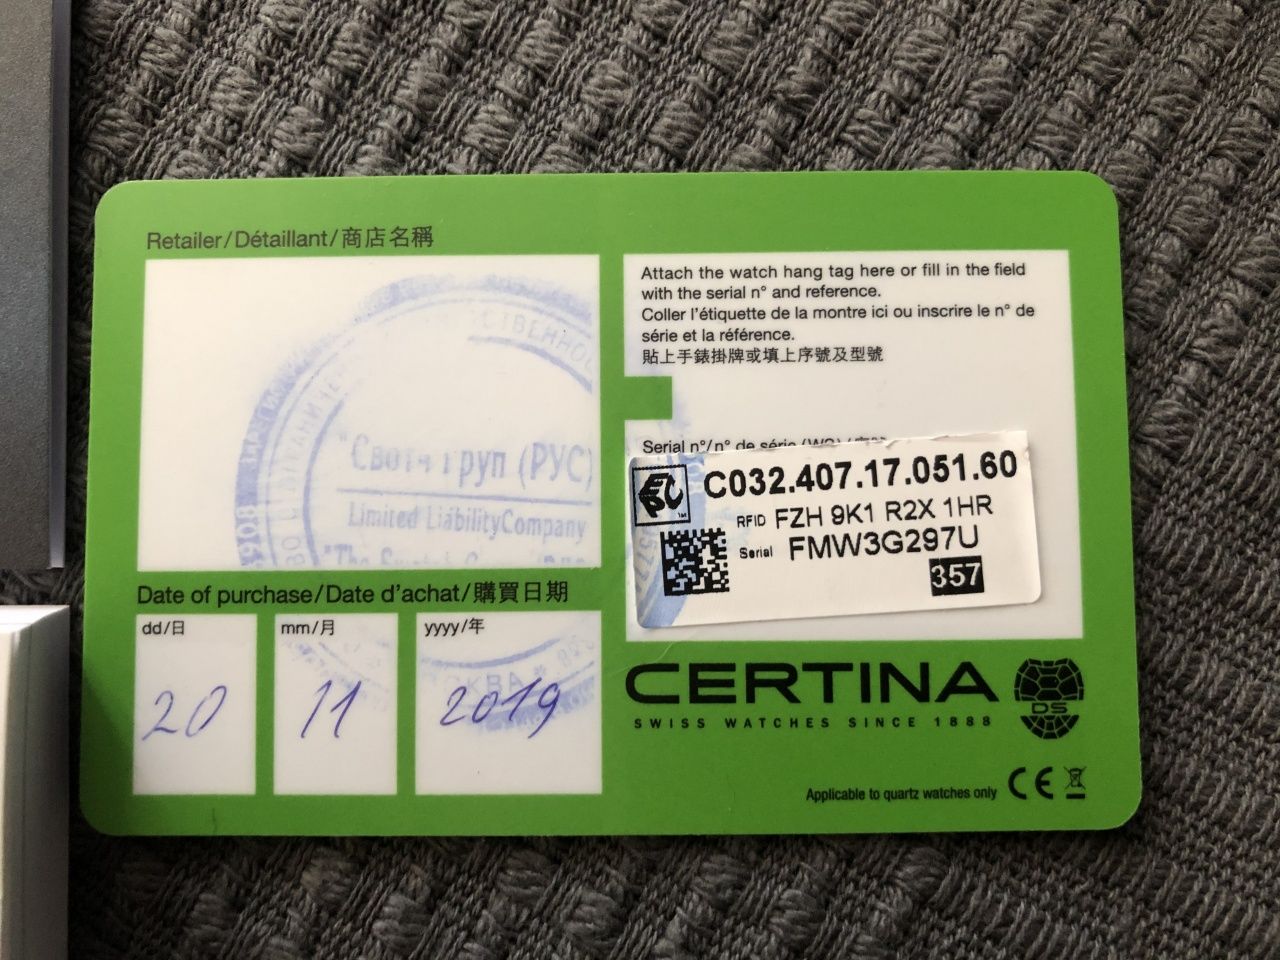 Retailer/Détaillant/商店名稱
"Свотч Груп (РУС)
Limited LiabilityCompany
Date of purchase/Date d'achat/購買日期
dd/日
mm/月
yyyy/年
20
11
2019
Attach the watch hang tag here or fill in the field
with the serial n° and reference.
Coller l'étiquette de la montre ici ou inscrire le n° de
série et la référence.
貼上手錶掛牌或填上序號及型號
Serial n°/n° de série
C032.407.17.051.60
RFID FZH 9K1 R2X 1HR
Serial FMW3G297U
357
CERTINA
SWISS WATCHES SINCE 1888
DS
Applicable to quartz watches only
CE